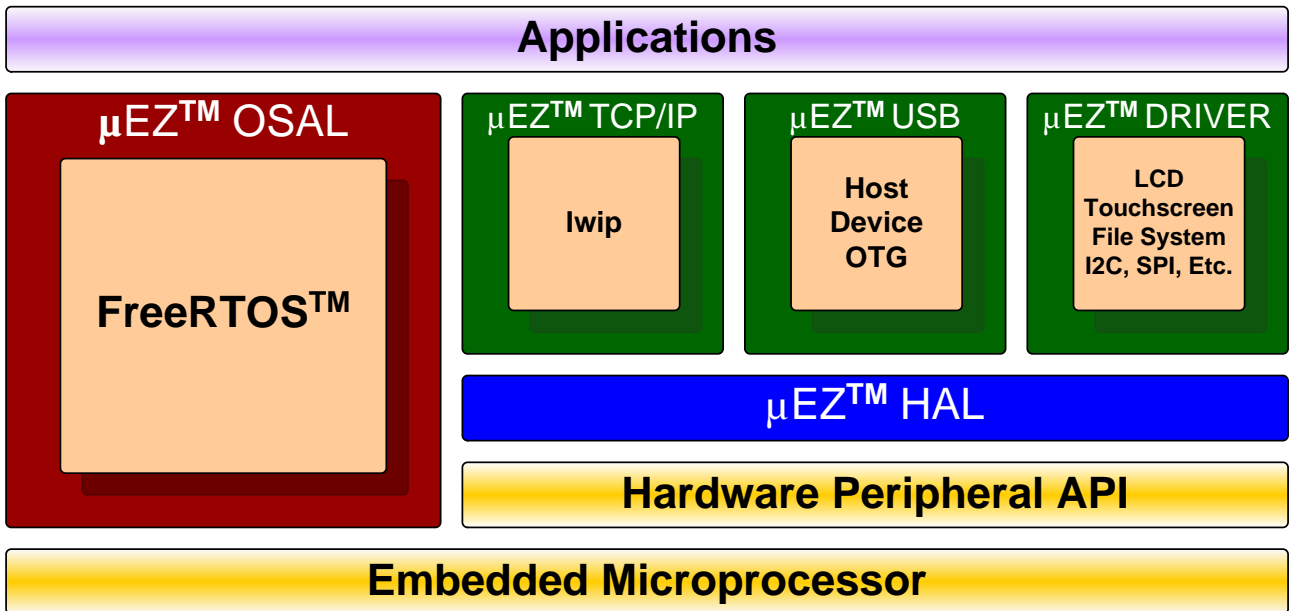 Applications
μEZ™ OSAL
FreeRTOS™
μEZ™ TCP/IP
lwip
μEZ™ USB
Host
Device
OTG
μEZ™ DRIVER
LCD
Touchscreen
File System
I2C, SPI, Etc.
μEZ™ HAL
Hardware Peripheral API
Embedded Microprocessor